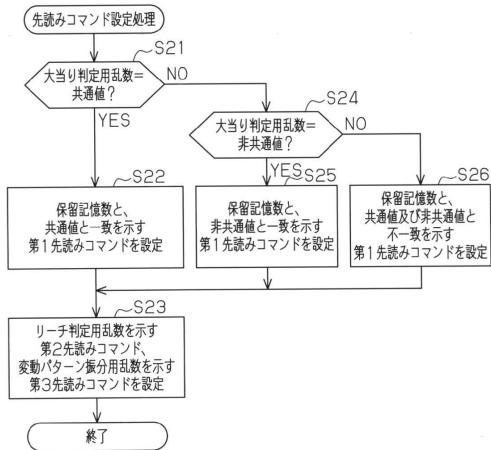 先読みコマンド設定処理
S21
大当り判定用乱数=
共通値?
NO
YES
S24
大当り判定用乱数=
非共通値?
NO
YES
S22
保留記憶数と、
共通値と一致を示す
第1先読みコマンドを設定
S25
保留記憶数と、
非共通値と一致を示す
第1先読みコマンドを設定
S26
保留記憶数と、
共通値及び非共通値と
不一致を示す
第1先読みコマンドを設定
S23
リーチ判定用乱数を示す
第2先読みコマンド、
変動パターン振分用乱数を示す
第3先読みコマンドを設定
終了